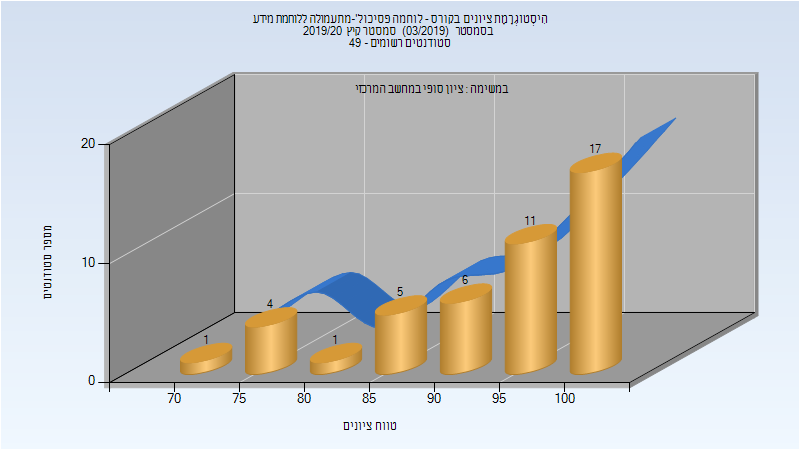 הִיסְטוֹגְרָמַת ציונים בקורס - לוחמה פסיכול'-מתעמולה ללוחמת מידע
בסמסטר (03/2019) סמסטר קיץ 2019/20
סטודנטים רשומים - 49
במשימה : ציון סופי במחשב המרכזי
מספר סטודנטים
20
10
0
1
4
1
5
6
11
17
70
75
80
85
90
95
100
טווח ציונים